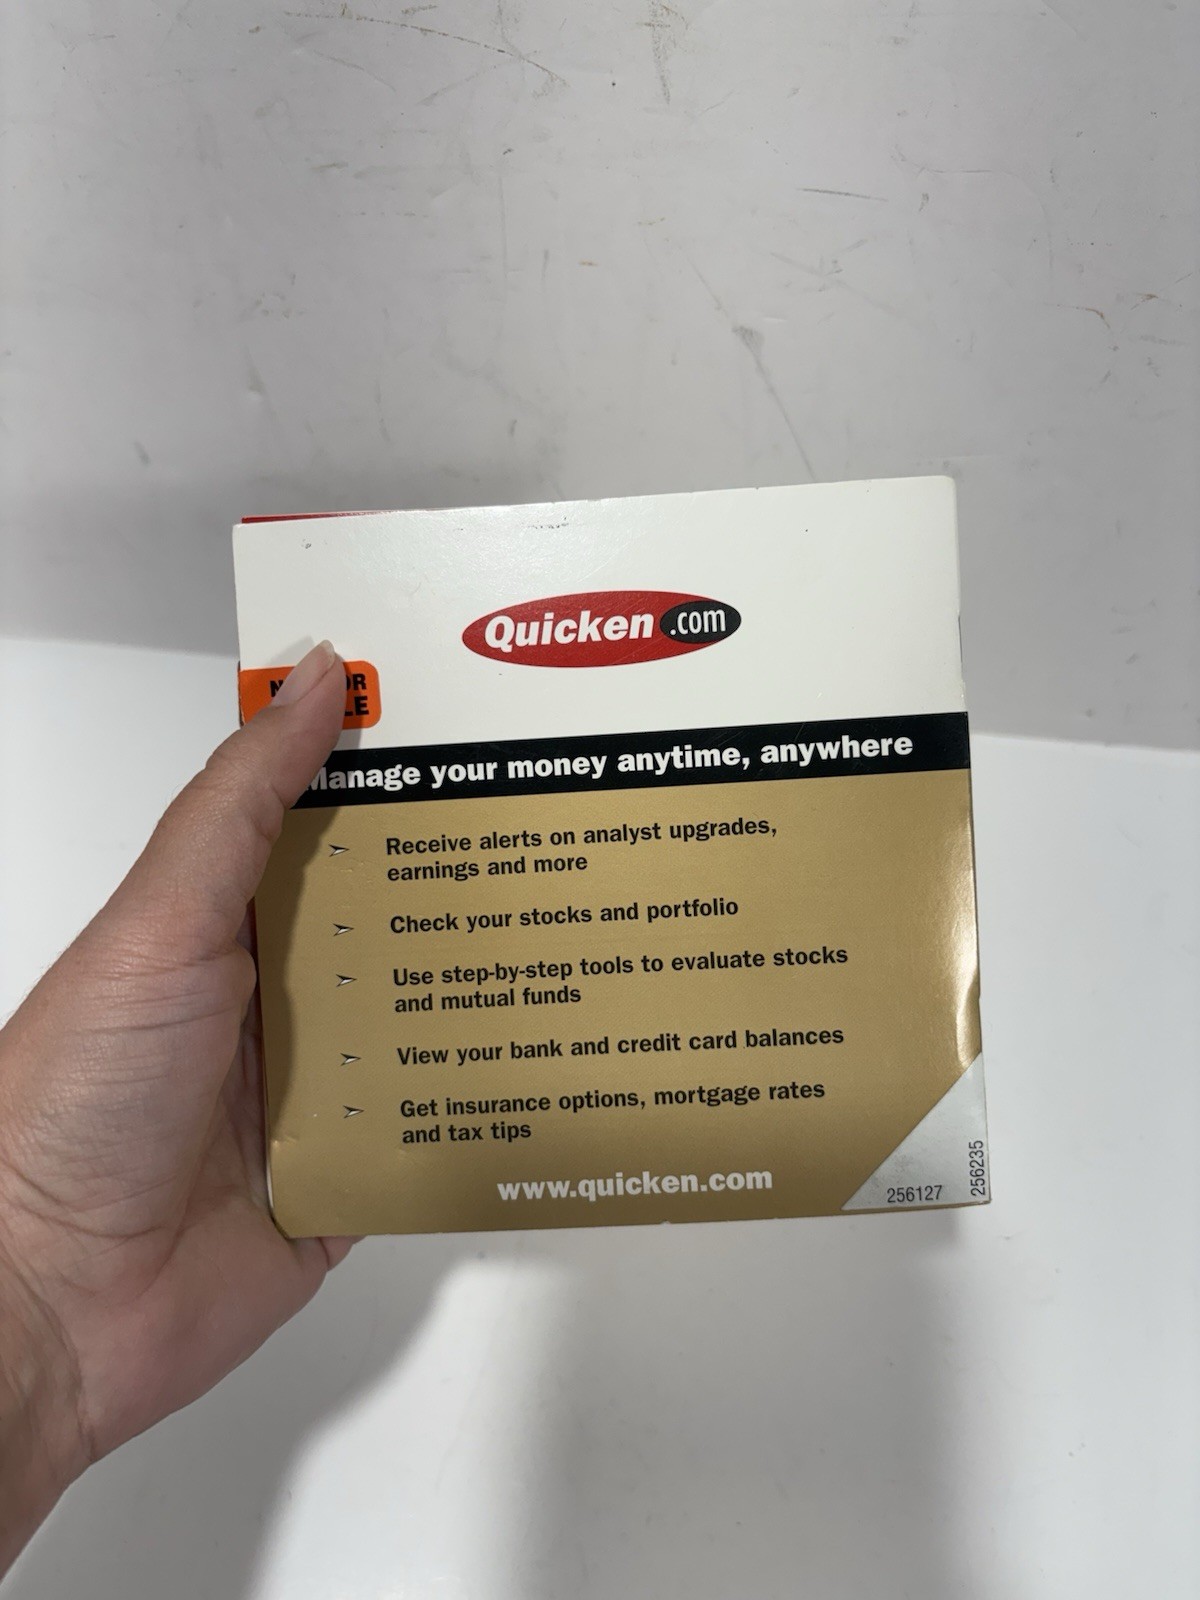 Quicken .com
Manage your money anytime, anywhere
Receive alerts on analyst upgrades,
earnings and more
Check your stocks and portfolio
Use step-by-step tools to evaluate stocks
and mutual funds
View your bank and credit card balances
Get insurance options, mortgage rates
and tax tips
www.quicken.com
256127
256235